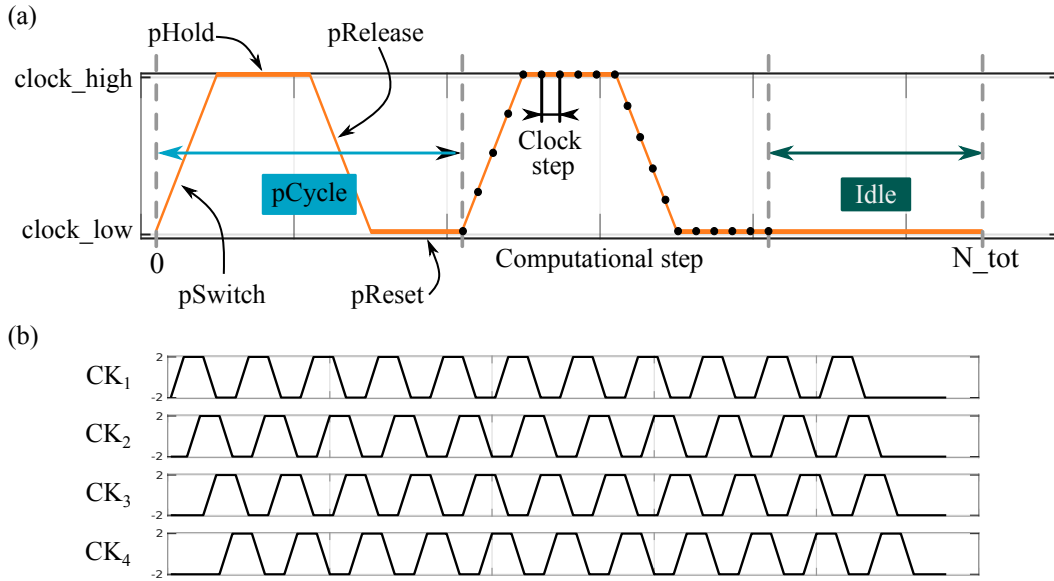 (a)
pHold
pRelease
clock_high
Clock
step
pCycle
Idle
clock_low
0
Computational step
N_tot
pSwitch
pReset
(b)
CK1
2
-2
CK2
2
-2
CK3
2
-2
CK4
2
-2